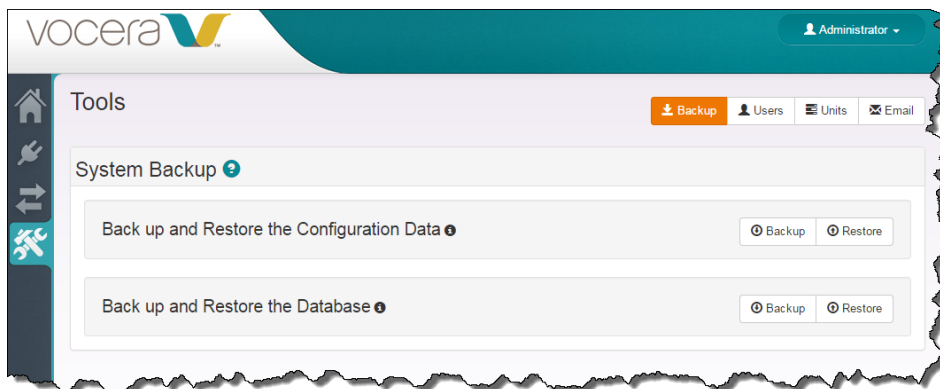 vocera ™
Administrator
Tools
Backup Users Units Email
System Backup ?
Back up and Restore the Configuration Data i Backup Restore
Back up and Restore the Database i Backup Restore